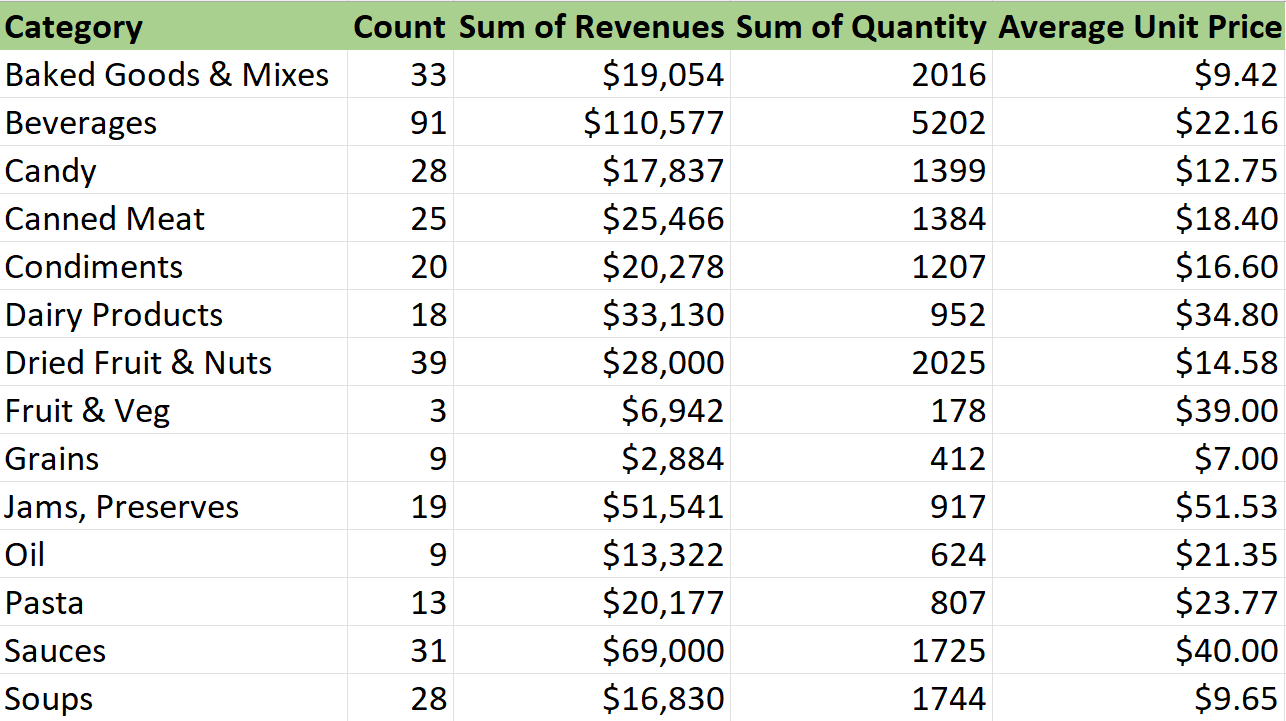 Category Count Sum of Revenues Sum of Quantity Average Unit Price
Baked Goods & Mixes 33 $19,054 2016 $9.42
Beverages 91 $110,577 5202 $22.16
Candy 28 $17,837 1399 $12.75
Canned Meat 25 $25,466 1384 $18.40
Condiments 20 $20,278 1207 $16.60
Dairy Products 18 $33,130 952 $34.80
Dried Fruit & Nuts 39 $28,000 2025 $14.58
Fruit & Veg 3 $6,942 178 $39.00
Grains 9 $2,884 412 $7.00
Jams, Preserves 19 $51,541 917 $51.53
Oil 9 $13,322 624 $21.35
Pasta 13 $20,177 807 $23.77
Sauces 31 $69,000 1725 $40.00
Soups 28 $16,830 1744 $9.65